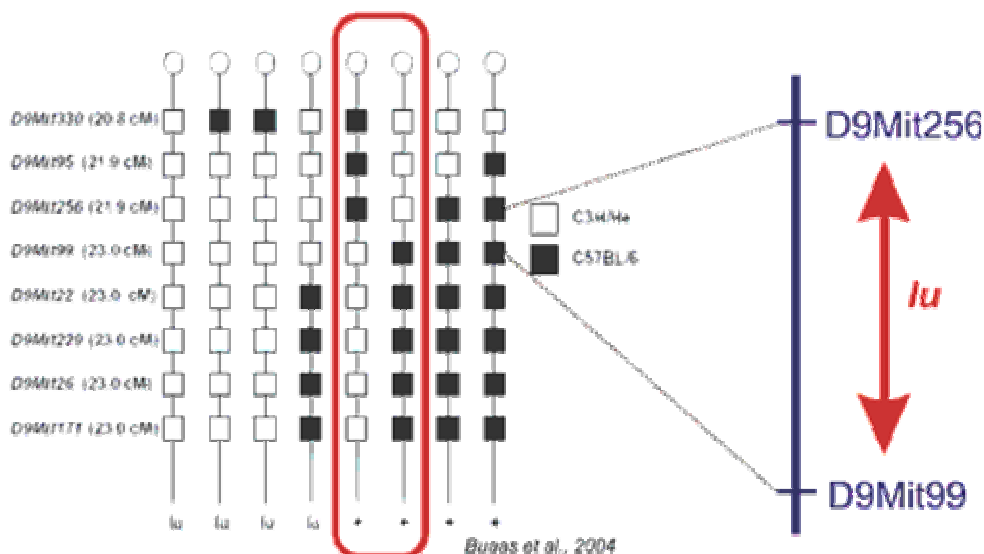 D9Mit330 (20.8 cM)
D9Mit95 (21.9 cM)
D9Mit256 (21.9 cM)
D9Mit99 (23.0 cM)
D9Mit22 (23.0 cM)
D9Mit229 (23.0 cM)
D9Mit26 (23.0 cM)
D9Mit171 (23.0 cM)
lu lu lu lu + + + +
C3H/He
C57BL/6
D9Mit256
lu
D9Mit99
et al., 2004